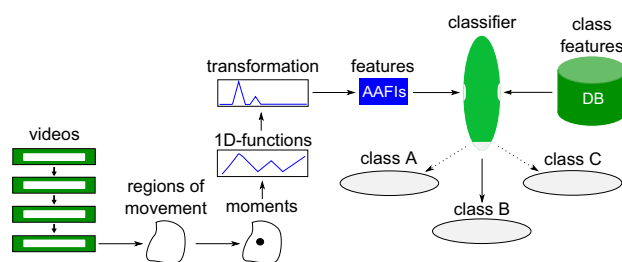 videos
regions of
movement
moments
1D-functions
transformation
features
AAFIs
classifier
class
features
DB
class A
class B
class C